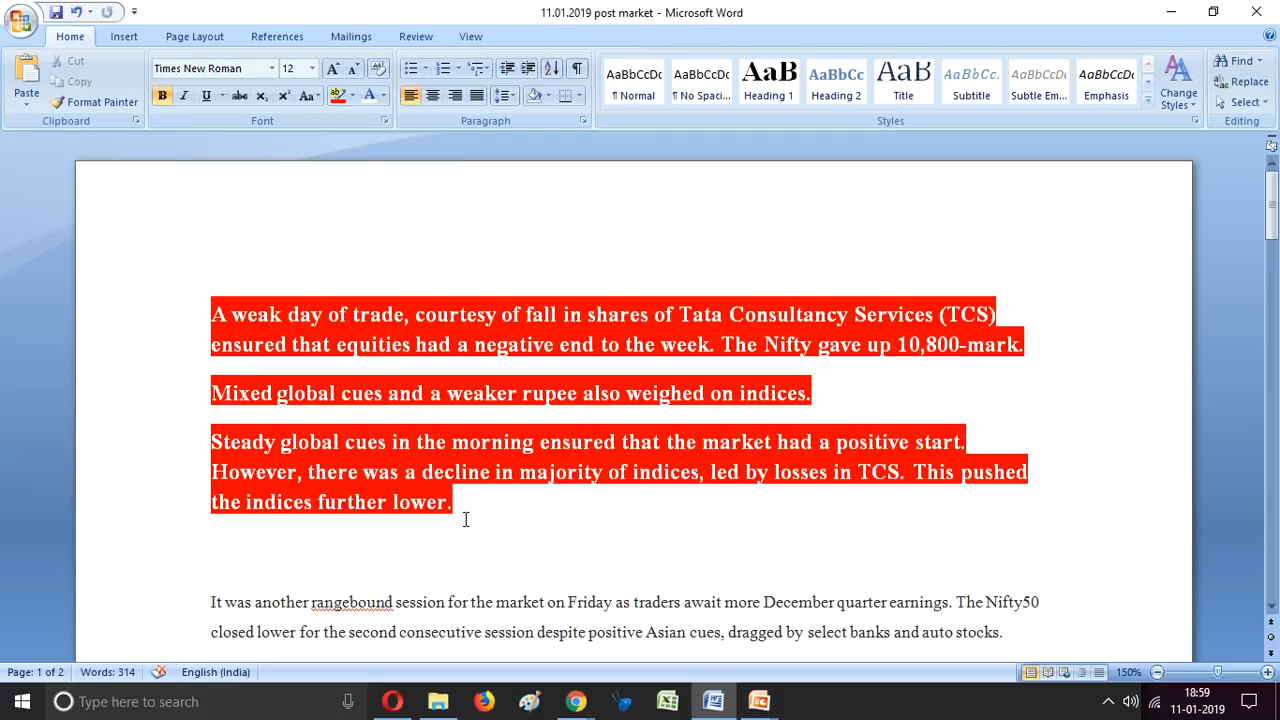 11.01.2019 post market - Microsoft Word
Home Insert Page Layout References Mailings Review View
Paste
Cut
Copy
Format Painter
Clipboard
Times New Roman 12
B I U abc x₂ x² Aa A
Font
Paragraph
AaBbCcDc AaBbCcDc AaB AaBbCc AaB AaBbCc. AaBbCcDc AaBbCcDc
¶ Normal ¶ No Spaci... Heading 1 Heading 2 Title Subtitle Subtle Em... Emphasis
Change Styles
Styles
Find
Replace
Select
Editing
A weak day of trade, courtesy of fall in shares of Tata Consultancy Services (TCS)
ensured that equities had a negative end to the week. The Nifty gave up 10,800-mark.
Mixed global cues and a weaker rupee also weighed on indices.
Steady global cues in the morning ensured that the market had a positive start.
However, there was a decline in majority of indices, led by losses in TCS. This pushed
the indices further lower.
It was another rangebound session for the market on Friday as traders await more December quarter earnings. The Nifty50
closed lower for the second consecutive session despite positive Asian cues, dragged by select banks and auto stocks.
Page: 1 of 2 Words: 314 English (India) 150%
Type here to search
18:59
11-01-2019